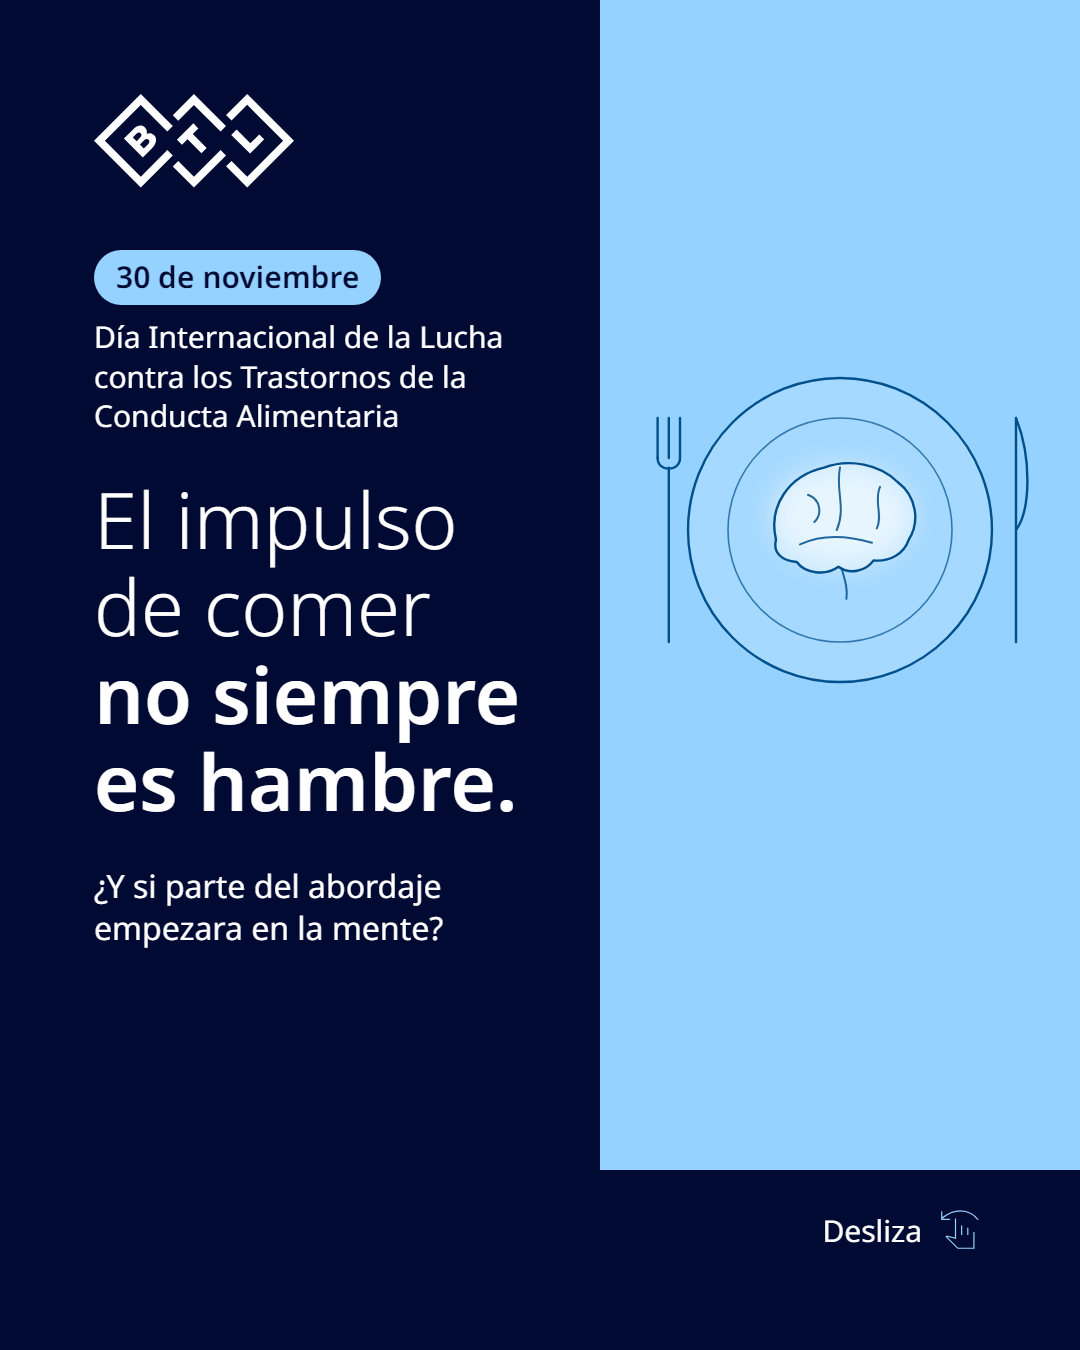 BTL
30 de noviembre
Día Internacional de la Lucha
contra los Trastornos de la
Conducta Alimentaria
El impulso
de comer
no siempre
es hambre.
¿Y si parte del abordaje
empezara en la mente?
Desliza